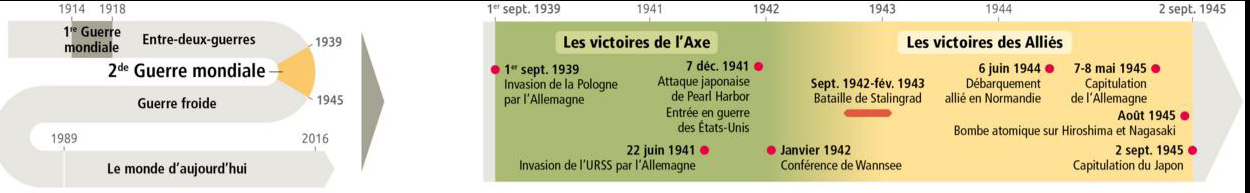 1914 1918
1re Guerre
mondiale
Entre-deux-guerres
1939
2de Guerre mondiale
1945
Guerre froide
1989
2016
Le monde d'aujourd'hui
1er sept. 1939
1941
1942
1943
1944
2 sept. 1945
Les victoires de l'Axe
Les victoires des Alliés
1er sept. 1939
Invasion de la Pologne
par l'Allemagne
7 déc. 1941
Attaque japonaise
de Pearl Harbor
Entrée en guerre
des États-Unis
22 juin 1941
Invasion de l'URSS par l'Allemagne
Janvier 1942
Conférence de Wannsee
Sept. 1942-fév. 1943
Bataille de Stalingrad
6 juin 1944
Débarquement
allié en Normandie
7-8 mai 1945
Capitulation
de l'Allemagne
Août 1945
Bombe atomique sur Hiroshima et Nagasaki
2 sept. 1945
Capitulation du Japon